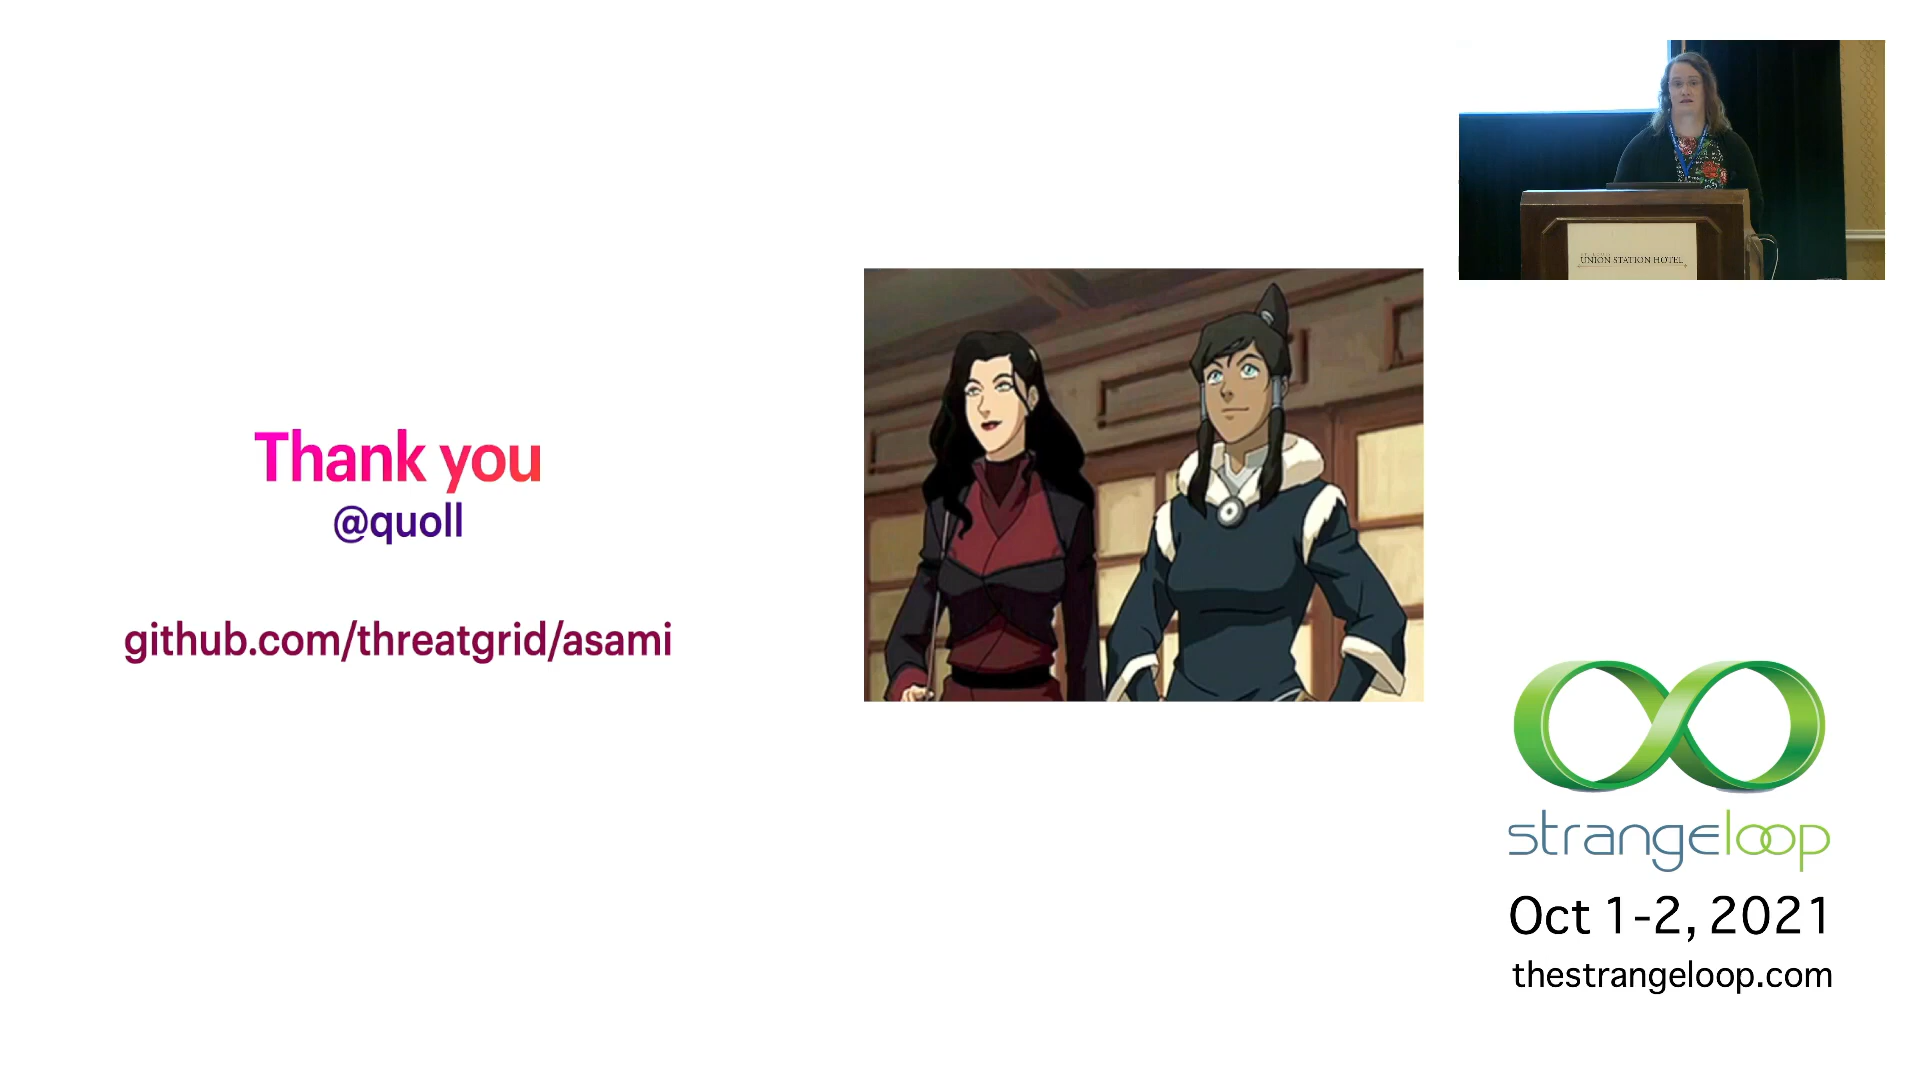 Thank you
@quoll
github.com/threatgrid/asami
UNION STATION HOTEL
strangeloop
Oct 1-2, 2021
thestrangeloop.com